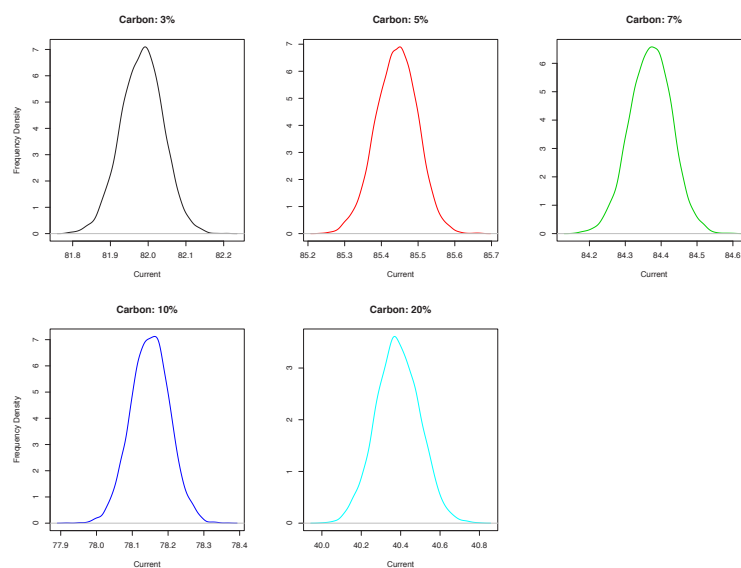 Carbon: 3%
Frequency Density
7
6
5
4
3
2
1
0
81.8 81.9 82.0 82.1 82.2
Current
Carbon: 5%
7
6
5
4
3
2
1
0
85.2 85.3 85.4 85.5 85.6 85.7
Current
Carbon: 7%
6
5
4
3
2
1
0
84.2 84.3 84.4 84.5 84.6
Current
Carbon: 10%
Frequency Density
7
6
5
4
3
2
1
0
77.9 78.0 78.1 78.2 78.3 78.4
Current
Carbon: 20%
3
2
1
0
40.0 40.2 40.4 40.6 40.8
Current